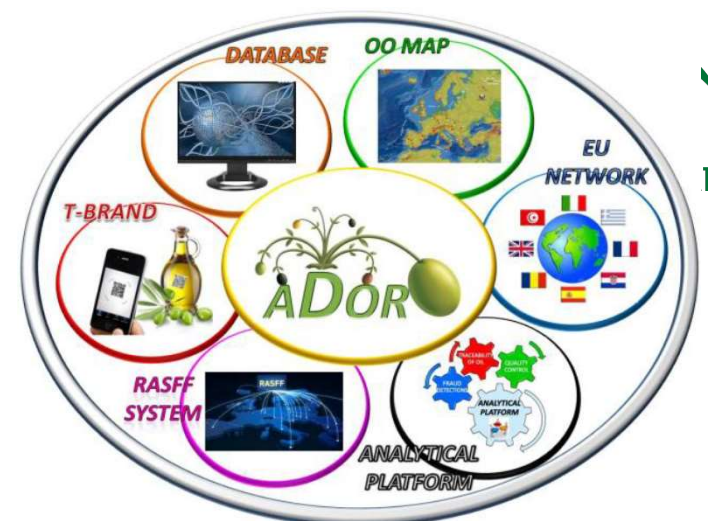 DATABASE
OO MAP
EU
NETWORK
T-BRAND
ADOR
RASFF
SYSTEM
RASFF
TRACEABILITY
OF OIL
QUALITY
CONTROL
FRAUD
DETECTIONS
ANALYTICAL
PLATFORM
ANALYTICAL
PLATFORM